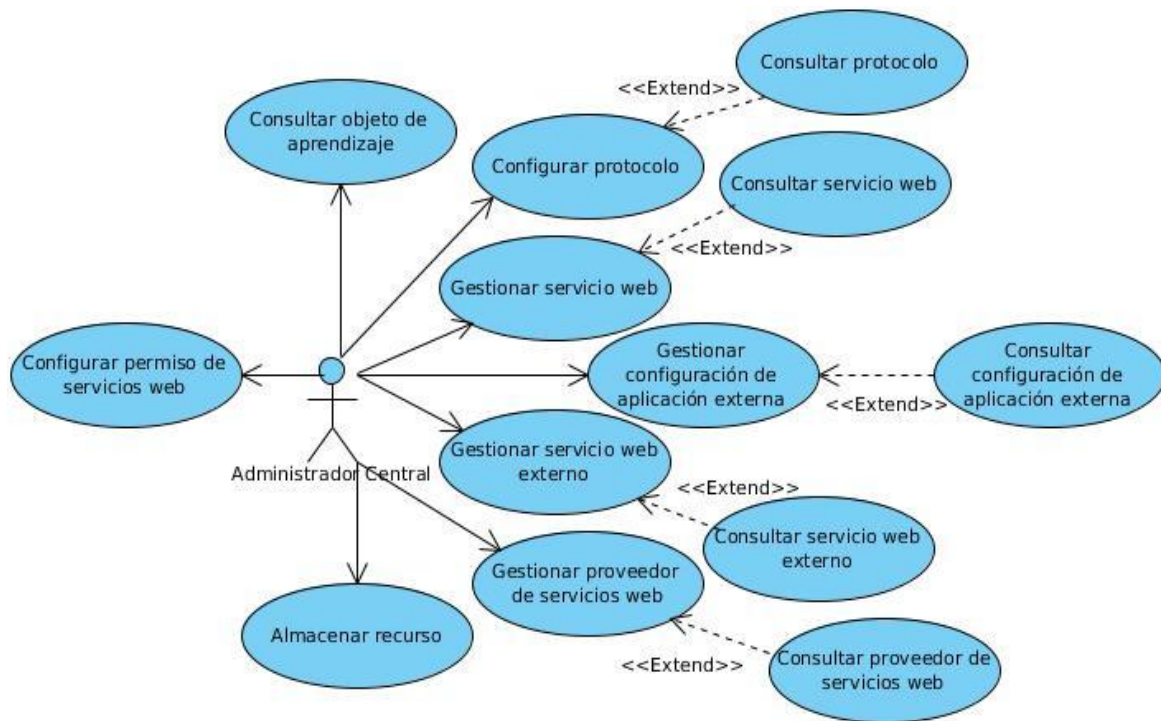 Consultar protocolo
<<Extend>>
Consultar objeto de
aprendizaje
Configurar protocolo
Consultar servicio web
<<Extend>>
Gestionar servicio web
Configurar permiso de
servicios web
Gestionar
configuración de
aplicación externa
Consultar
configuración de
aplicación externa
<<Extend>>
Administrador Central
Gestionar servicio web
externo
<<Extend>>
Consultar servicio web
externo
Gestionar proveedor
de servicios web
Almacenar recurso
<<Extend>>
Consultar proveedor de
servicios web